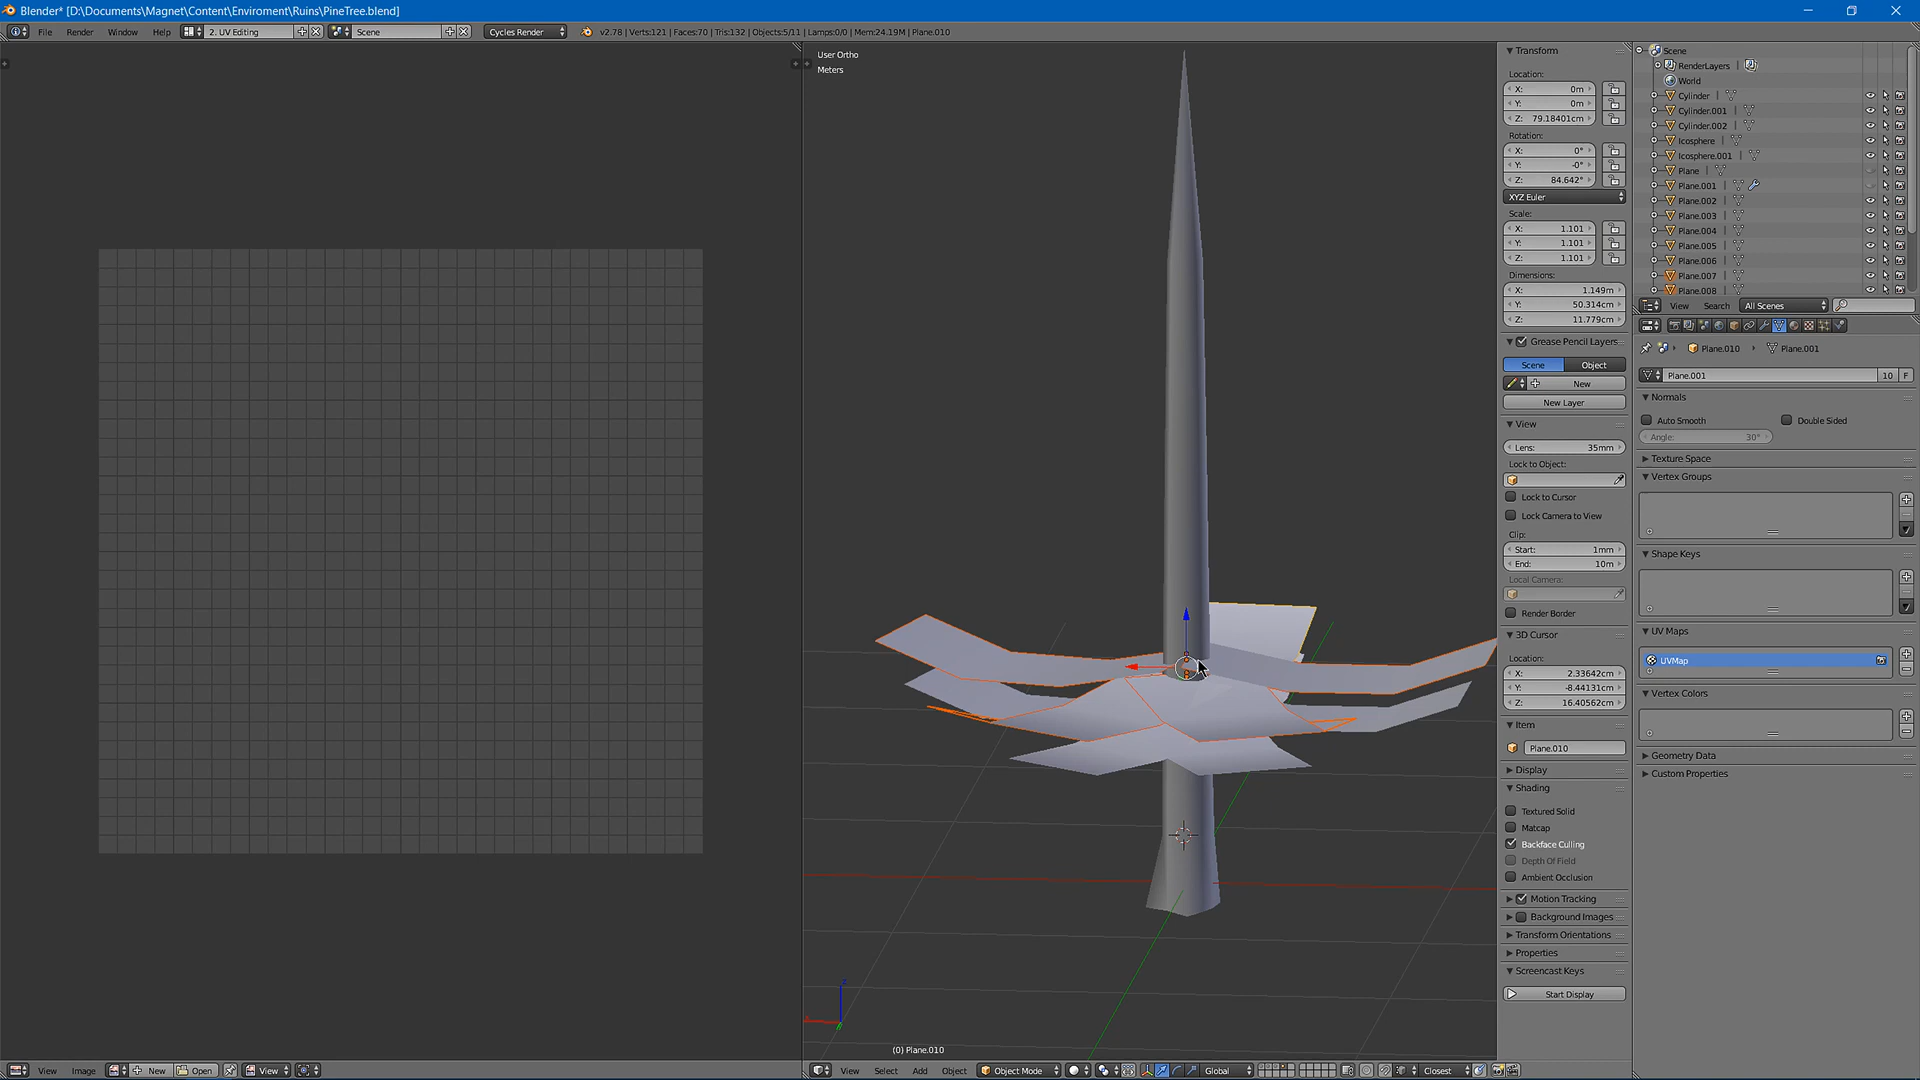 Blender* [D:\Documents\Magnet\Content\Enviroment\Ruins\PineTree.blend]
File Render Window Help 2. UV Editing Scene Cycles Render v2.78 | Verts:121 | Faces:70 | Tris:132 | Objects:5/11 | Lamps:0/0 | Mem:24.19M | Plane.010
User Ortho
Meters
(0) Plane.010
Transform
Location:
X: 0m
Y: 0m
Z: 79.18401cm
Rotation:
X: 0°
Y: -0°
Z: 84.642°
XYZ Euler
Scale:
X: 1.101
Y: 1.101
Z: 1.101
Dimensions:
X: 1.149m
Y: 50.314cm
Z: 11.779cm
Grease Pencil Layers
Scene Object
New
New Layer
View
Lens: 35mm
Lock to Object:
Lock to Cursor
Lock Camera to View
Clip:
Start: 1mm
End: 10m
Local Camera:
Render Border
3D Cursor
Location:
X: 2.33642cm
Y: -8.44131cm
Z: 16.40562cm
Item
Plane.010
Display
Shading
Textured Solid
Matcap
Backface Culling
Depth Of Field
Ambient Occlusion
Motion Tracking
Background Images
Transform Orientations
Properties
Screencast Keys
Start Display
Scene
RenderLayers |
World
Cylinder |
Cylinder.001 |
Cylinder.002 |
Icosphere |
Icosphere.001 |
Plane |
Plane.001 |
Plane.002 |
Plane.003 |
Plane.004 |
Plane.005 |
Plane.006 |
Plane.007 |
Plane.008 |
View Search All Scenes
Plane.010 Plane.001
Plane.001 10 F
Normals
Auto Smooth Double Sided
Angle: 30°
Texture Space
Vertex Groups
Shape Keys
UV Maps
UVMap
Vertex Colors
Geometry Data
Custom Properties
View Image New Open View
View Select Add Object Object Mode Global Closest